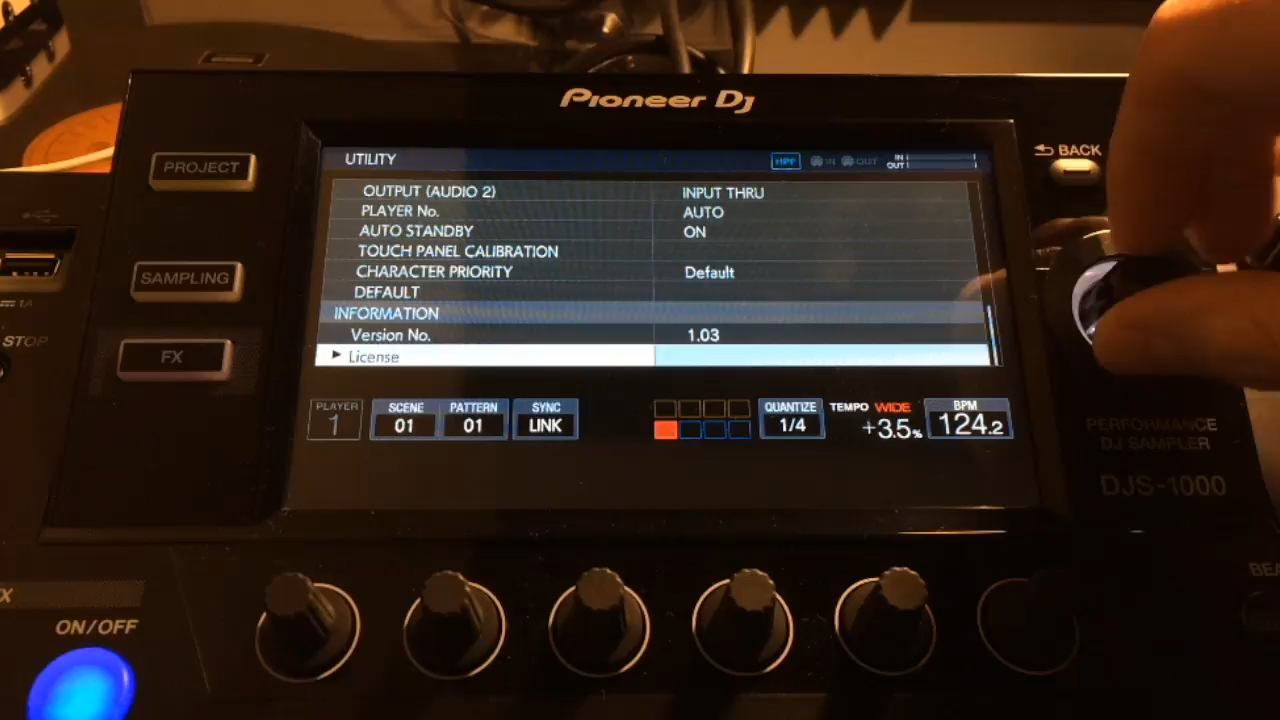 Pioneer Dj
PROJECT
SAMPLING
FX
STOP
1A
BACK
UTILITY
HPF
IN
OUT
IN
OUT
OUTPUT (AUDIO 2) INPUT THRU
PLAYER No. AUTO
AUTO STANDBY ON
TOUCH PANEL CALIBRATION
CHARACTER PRIORITY Default
DEFAULT
INFORMATION
Version No. 1.03
License
PLAYER
1
SCENE
01
PATTERN
01
SYNC
LINK
QUANTIZE
1/4
TEMPO WIDE
+3.5%
BPM
124.2
PERFORMANCE
DJ SAMPLER
DJS-1000
ON/OFF